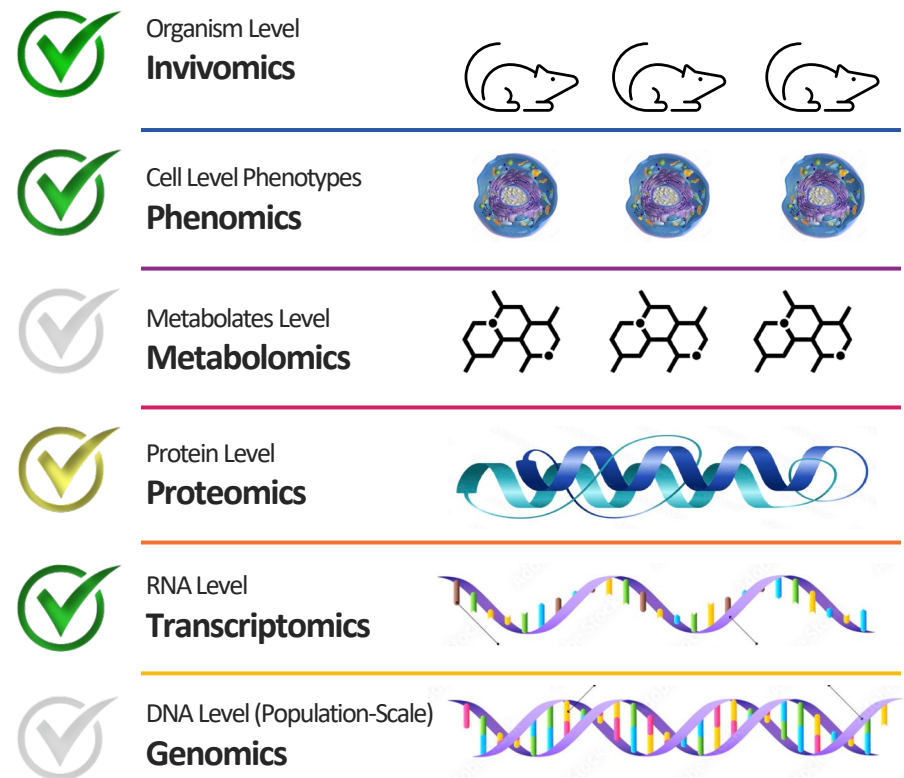 Organism Level
Invivomics
Cell Level Phenotypes
Phenomics
Metabolates Level
Metabolomics
Protein Level
Proteomics
RNA Level
Transcriptomics
DNA Level (Population-Scale)
Genomics